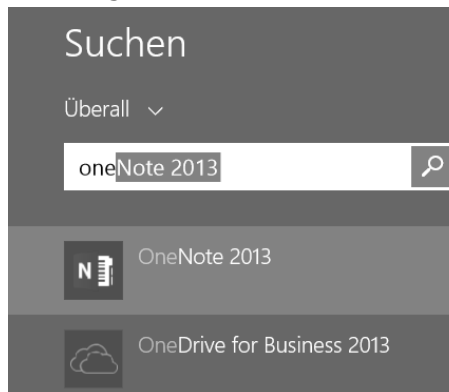 Suchen
Überall
oneNote 2013
OneNote 2013
OneDrive for Business 2013